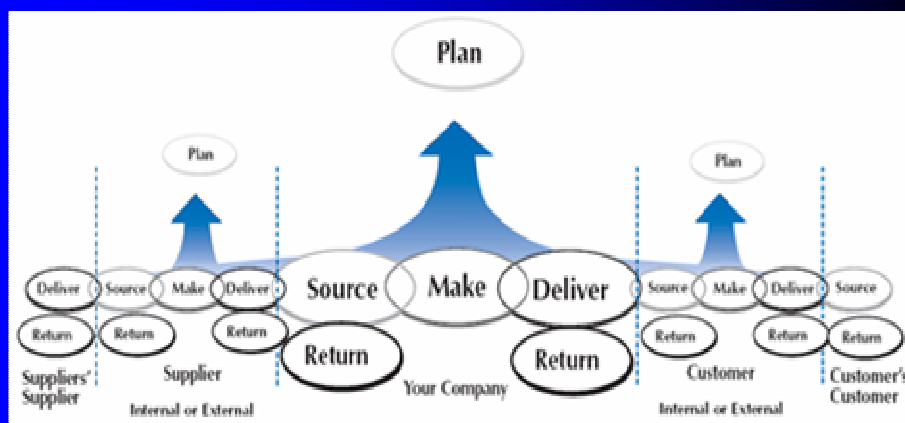 Plan
Plan
Plan
Deliver
Source
Make
Deliver
Source
Make
Deliver
Source
Make
Deliver
Source
Return
Return
Return
Return
Return
Return
Return
Return
Suppliers'
Supplier
Supplier
Internal or External
Your Company
Customer
Internal or External
Customer's
Customer